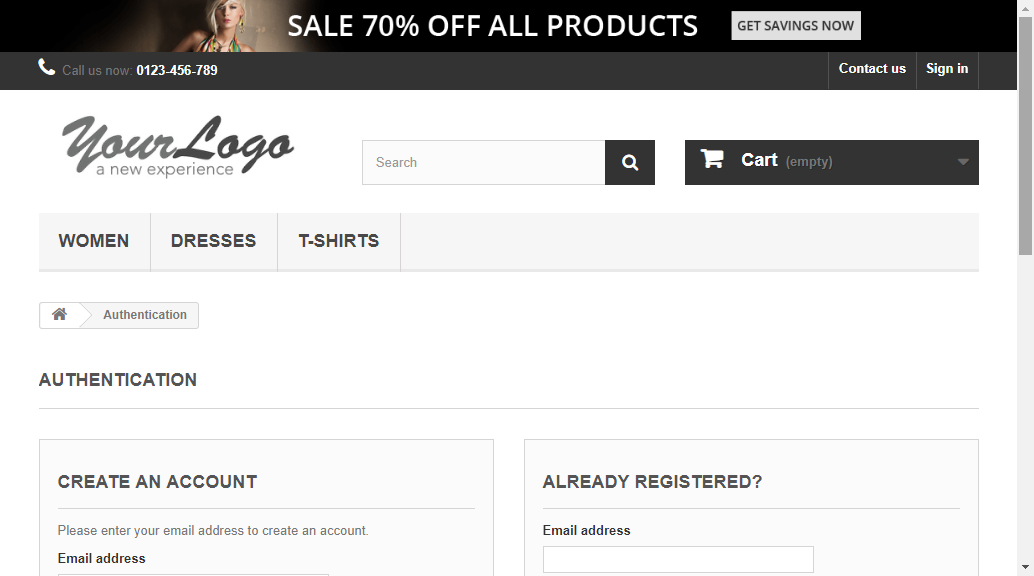 SALE 70% OFF ALL PRODUCTS
GET SAVINGS NOW
Call us now: 0123-456-789
Contact us
Sign in
YourLogo
a new experience
Search
Cart (empty)
WOMEN
DRESSES
T-SHIRTS
Authentication
AUTHENTICATION
CREATE AN ACCOUNT
Please enter your email address to create an account.
Email address
ALREADY REGISTERED?
Email address